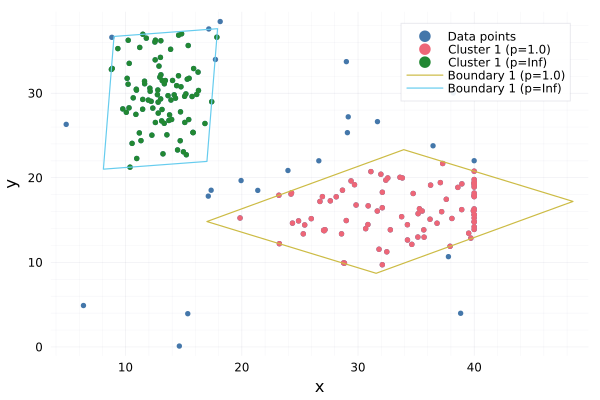 Data points
Cluster 1 (p=1.0)
Cluster 1 (p=Inf)
Boundary 1 (p=1.0)
Boundary 1 (p=Inf)
30
20
10
0
y
10
20
30
40
x